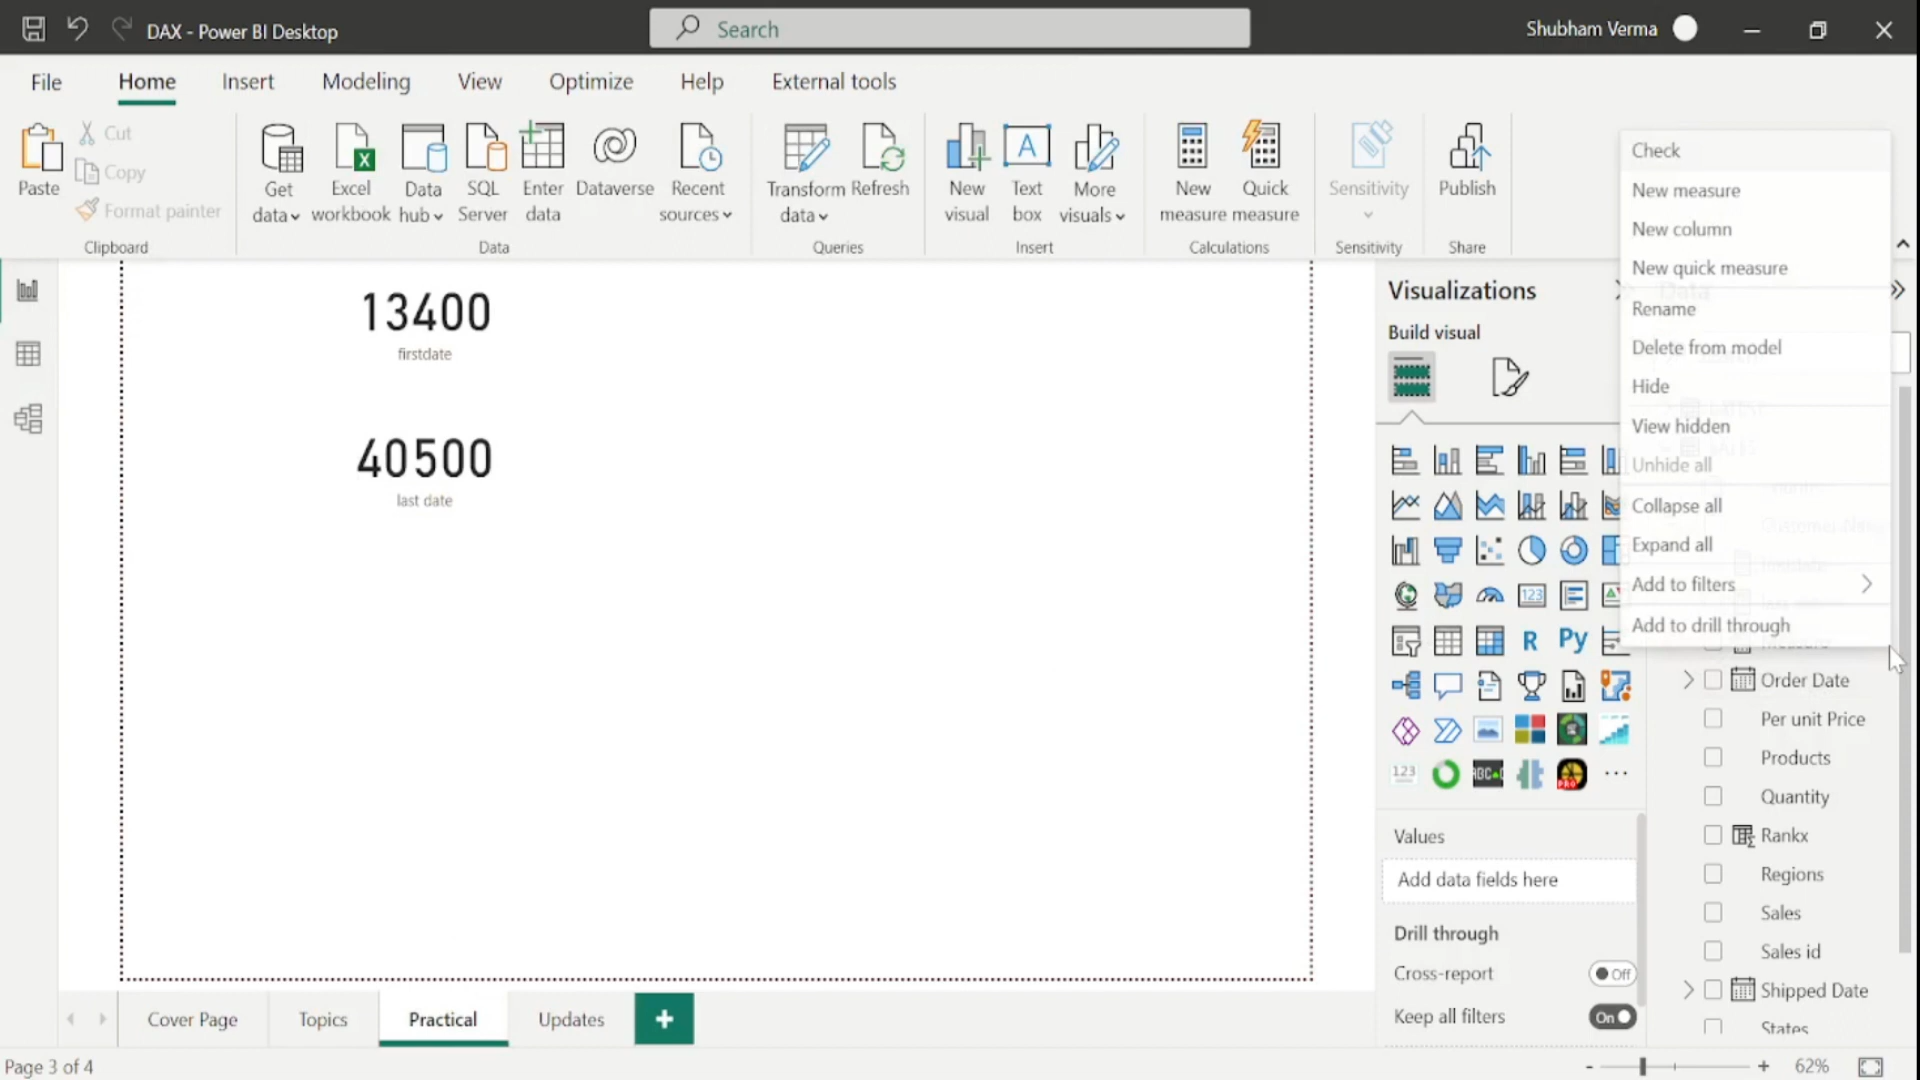 DAX - Power BI Desktop
Search
Shubham Verma
File
Home
Insert
Modeling
View
Optimize
Help
External tools
Paste
Cut
Copy
Format painter
Clipboard
Get data
Excel workbook
Data hub
SQL Server
Enter data
Dataverse
Recent sources
Data
Transform data
Refresh
Queries
New visual
Text box
More visuals
Insert
New measure
Quick measure
Calculations
Sensitivity
Sensitivity
Publish
Share
Check
New measure
New column
New quick measure
Rename
Delete from model
Hide
View hidden
Unhide all
Collapse all
Expand all
Add to filters
Add to drill through
13400
firstdate
40500
last date
Visualizations
Build visual
Data
123
R
Py
123
Values
Add data fields here
Drill through
Cross-report
Off
Keep all filters
On
Measure
Order Date
Per unit Price
Products
Quantity
Rankx
Regions
Sales
Sales id
Shipped Date
States
Cover Page
Topics
Practical
Updates
Page 3 of 4
62%